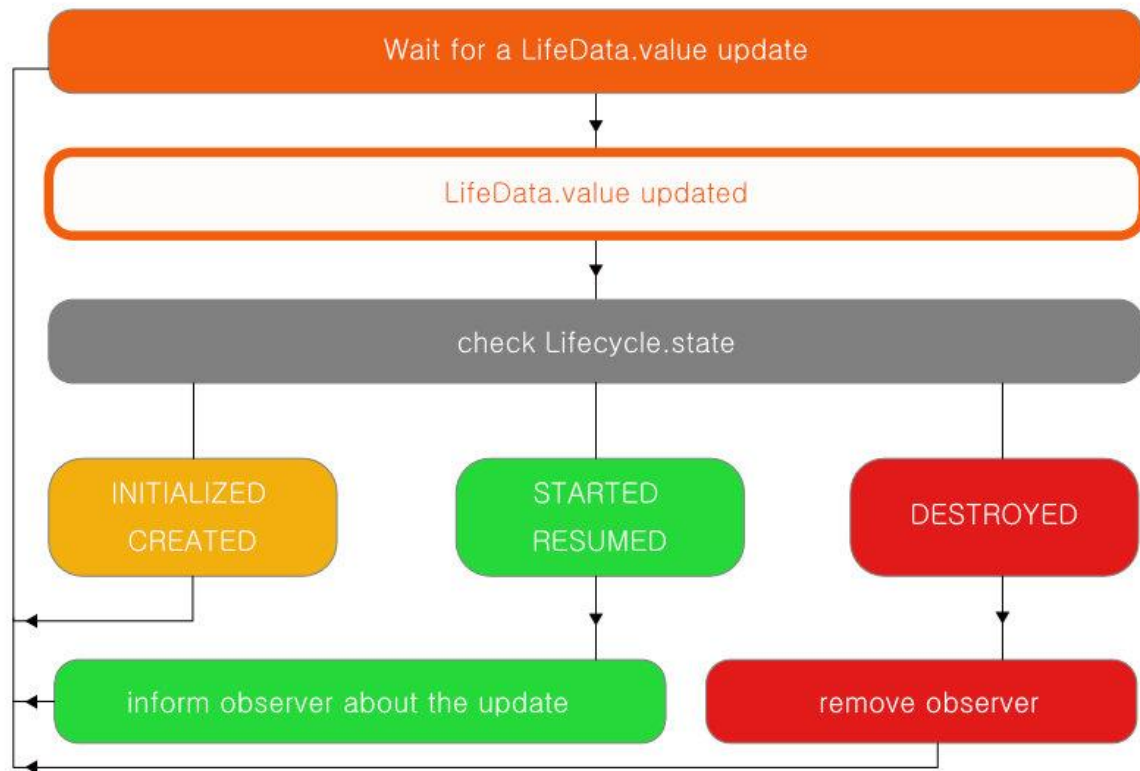 Wait for a LifeData.value update
LifeData.value updated
check Lifecycle.state
INITIALIZED
CREATED
STARTED
RESUMED
DESTROYED
inform observer about the update
remove observer